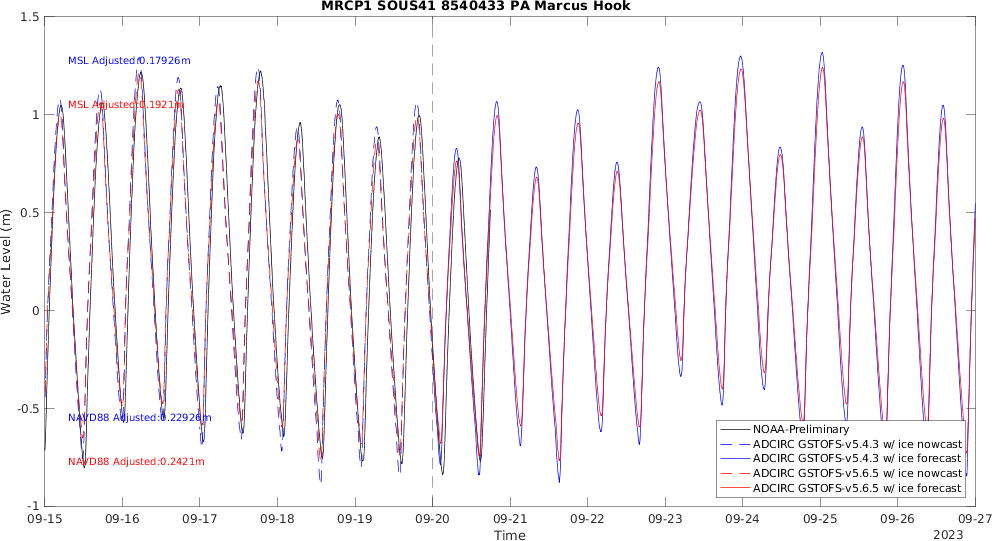 MRCP1 SOUS41 8540433 PA Marcus Hook
1.5
MSL Adjusted:0.17926m
MSL Adjusted:0.1921m
1
0.5
Water Level (m)
0
-0.5
NAVD88 Adjusted:0.22926m
NAVD88 Adjusted:0.2421m
NOAA-Preliminary
ADCIRC GSTOFS-v5.4.3 w/ ice nowcast
ADCIRC GSTOFS-v5.4.3 w/ ice forecast
ADCIRC GSTOFS-v5.6.5 w/ ice nowcast
ADCIRC GSTOFS-v5.6.5 w/ ice forecast
-1
09-15 09-16 09-17 09-18 09-19 09-20 09-21 09-22 09-23 09-24 09-25 09-26 09-27
Time
2023